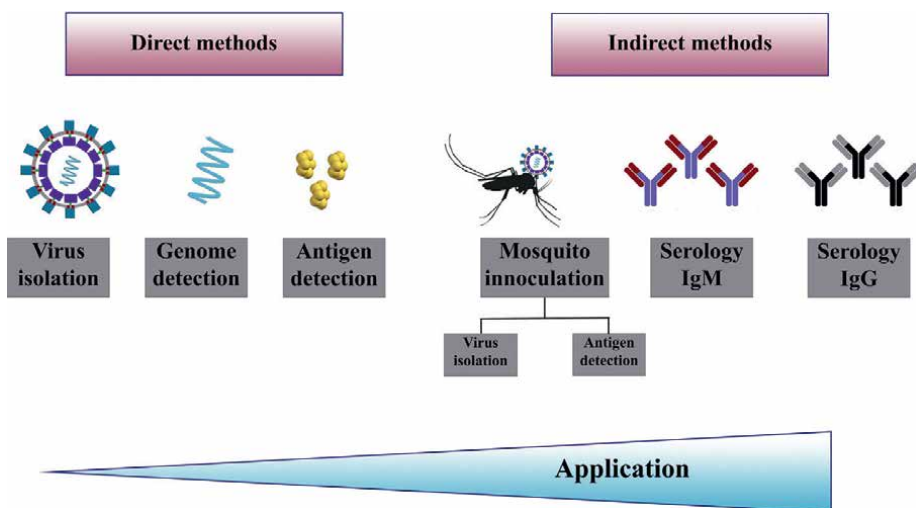 Direct methods
Indirect methods
Virus
isolation
Genome
detection
Antigen
detection
Mosquito
innoculation
Serology
IgM
Serology
IgG
Virus
isolation
Antigen
detection
Application